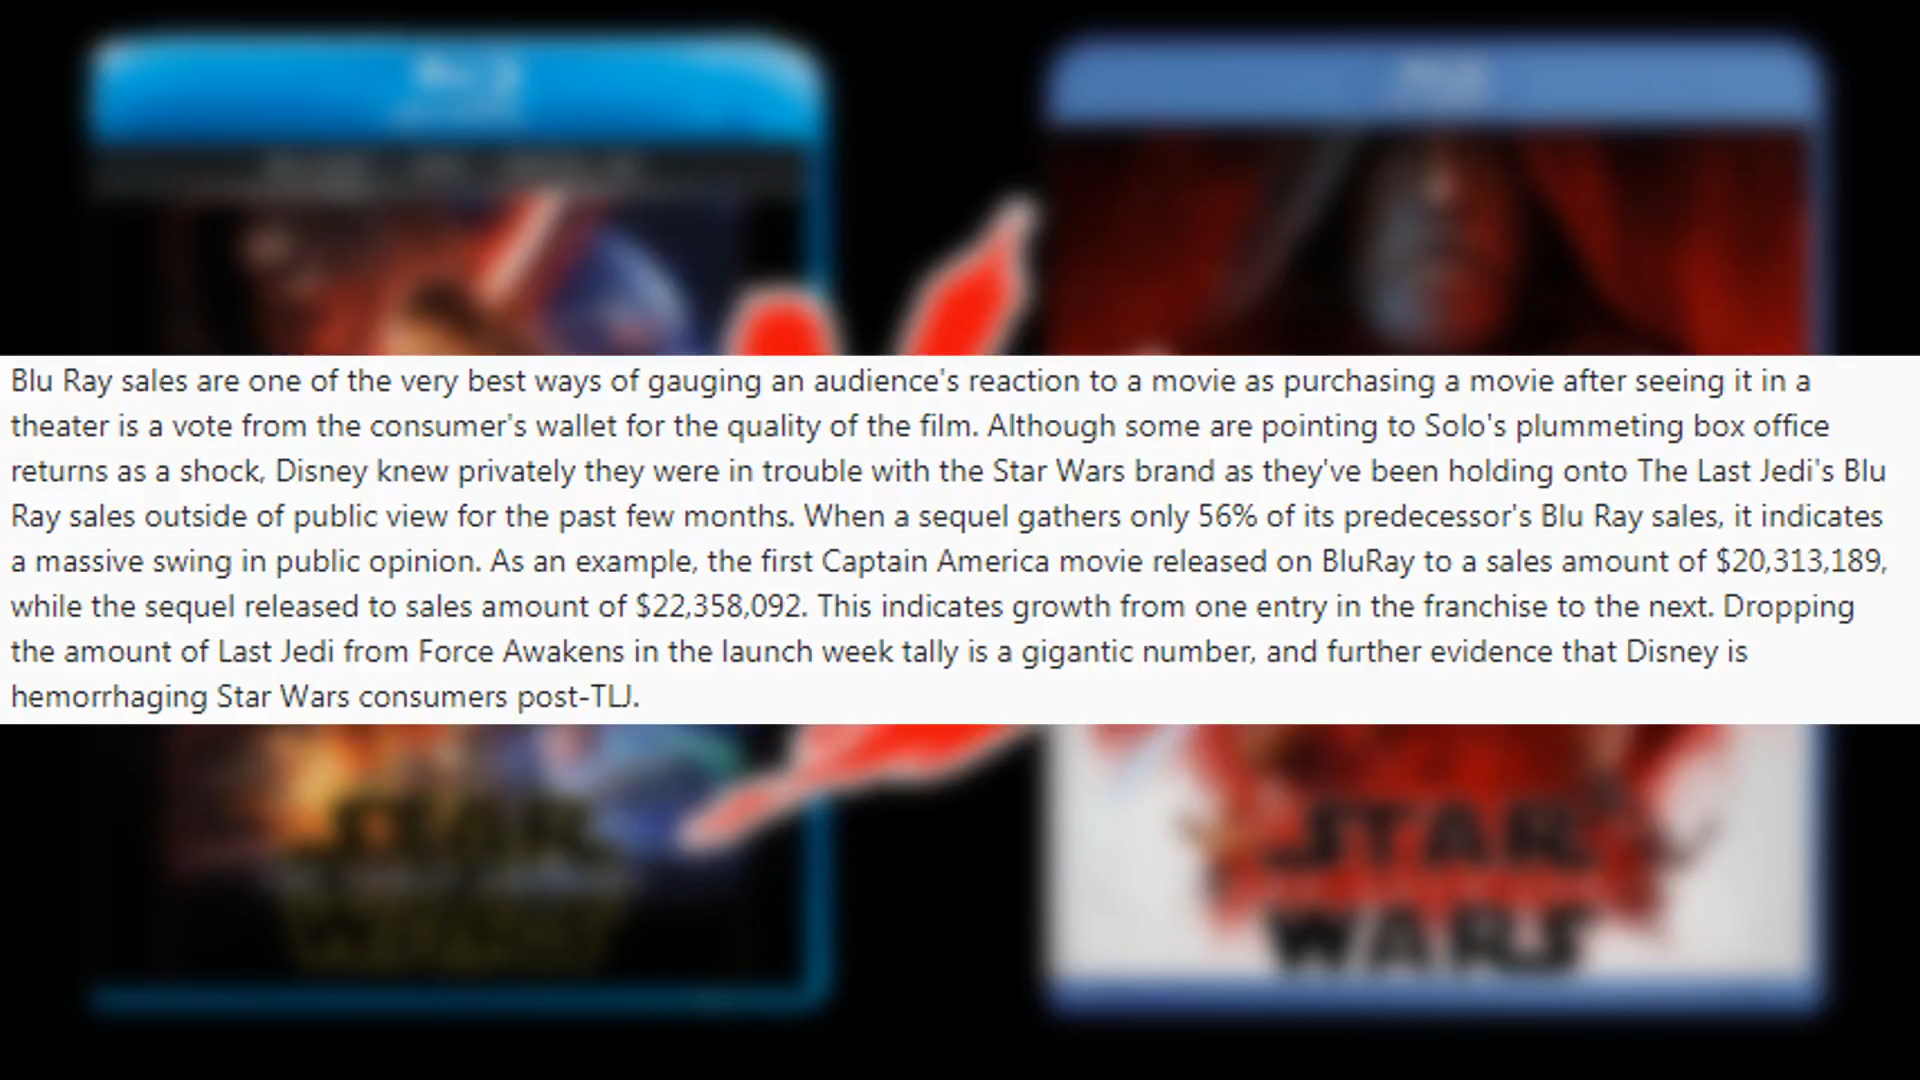 Blu Ray sales are one of the very best ways of gauging an audience's reaction to a movie as purchasing a movie after seeing it in a
theater is a vote from the consumer's wallet for the quality of the film. Although some are pointing to Solo's plummeting box office
returns as a shock, Disney knew privately they were in trouble with the Star Wars brand as they've been holding onto The Last Jedi's Blu
Ray sales outside of public view for the past few months. When a sequel gathers only 56% of its predecessor's Blu Ray sales, it indicates
a massive swing in public opinion. As an example, the first Captain America movie released on BluRay to a sales amount of $20,313,189,
while the sequel released to sales amount of $22,358,092. This indicates growth from one entry in the franchise to the next. Dropping
the amount of Last Jedi from Force Awakens in the launch week tally is a gigantic number, and further evidence that Disney is
hemorrhaging Star Wars consumers post-TLJ.
STAR
WARS
STAR
WARS